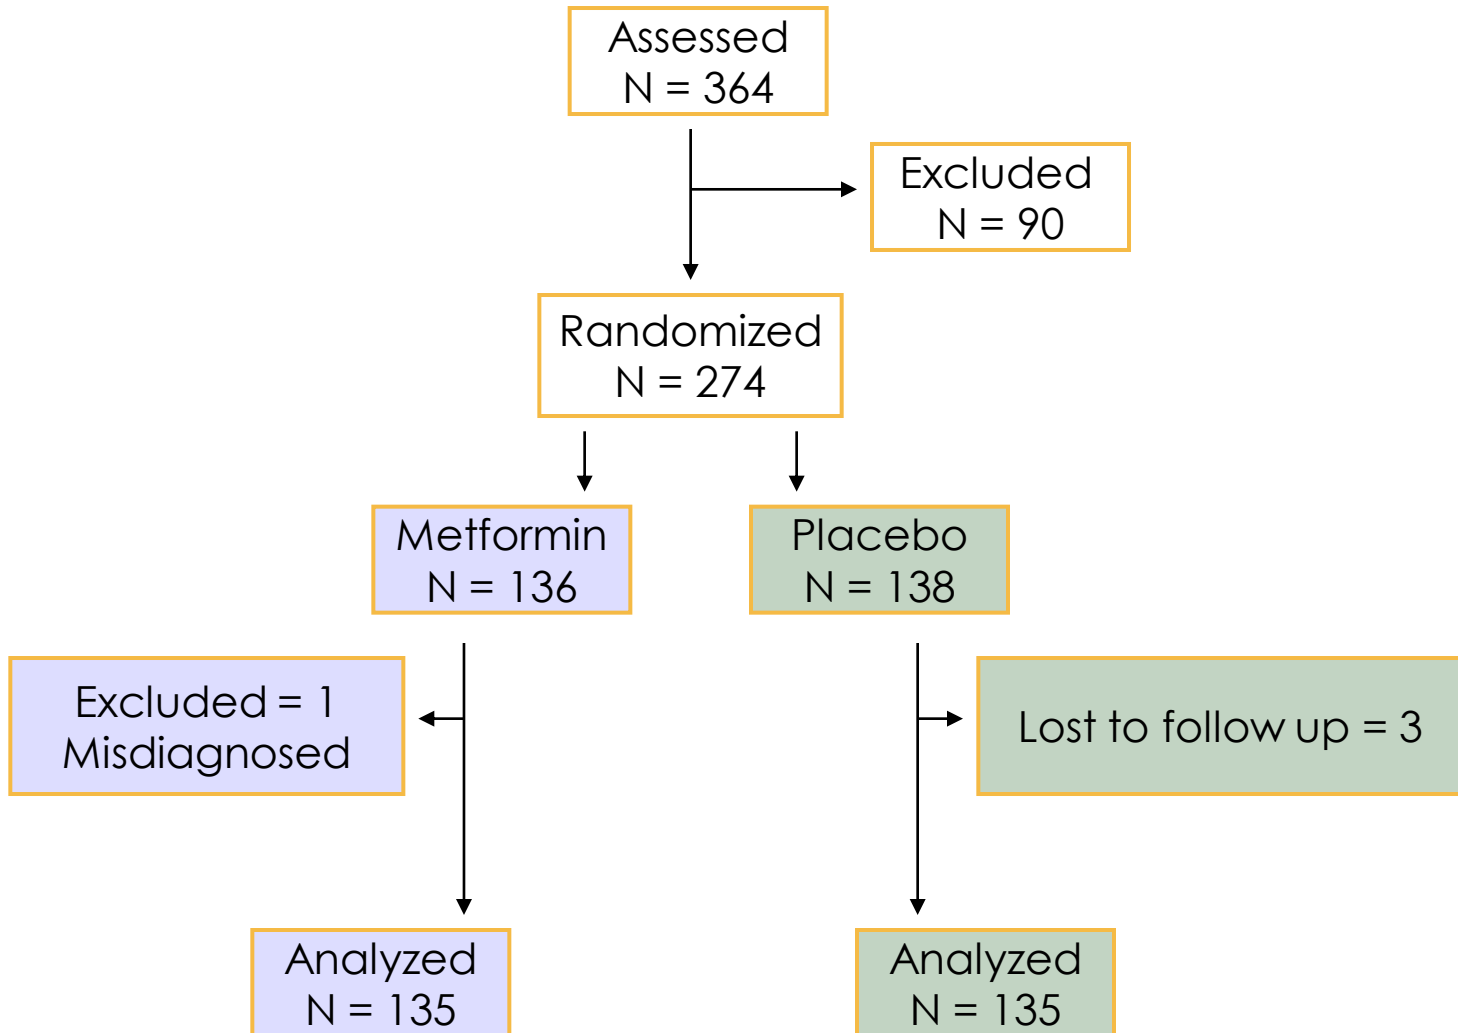 Assessed
N = 364
Excluded
N = 90
Randomized
N = 274
Metformin
N = 136
Placebo
N = 138
Excluded = 1
Misdiagnosed
Lost to follow up = 3
Analyzed
N = 135
Analyzed
N = 135